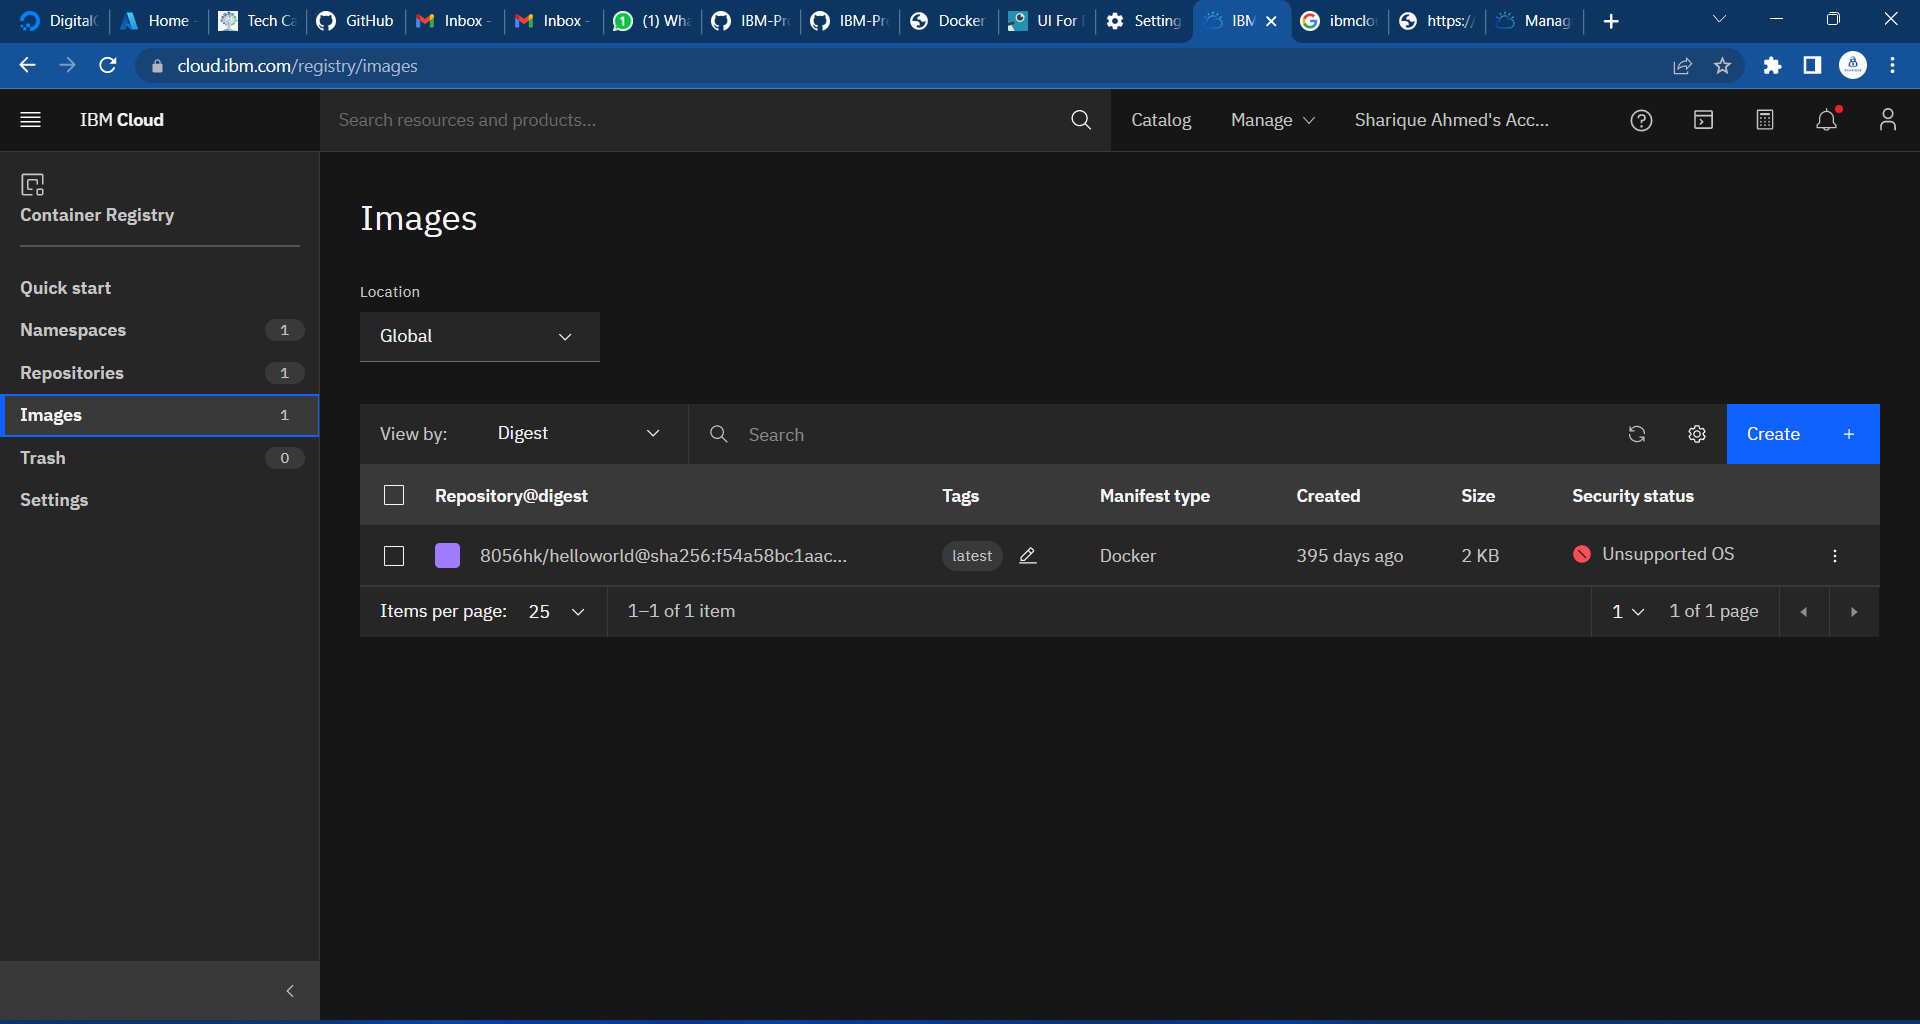 Digital
Home
Tech Ca
GitHub
Inbox -
Inbox -
(1) Wha
IBM-Pr
IBM-Pr
Docker
UI For
Setting
IBM
ibmclo
https:/
Manag
cloud.ibm.com/registry/images
IBM Cloud
Search resources and products...
Catalog
Manage
Sharique Ahmed's Acc...
Container Registry
Quick start
Namespaces 1
Repositories 1
Images 1
Trash 0
Settings
Images
Location
Global
View by: Digest
Search
Create +
Repository@digest Tags Manifest type Created Size Security status
8056hk/helloworld@sha256:f54a58bc1aac... latest Docker 395 days ago 2 KB Unsupported OS
Items per page: 25 1–1 of 1 item 1 1 of 1 page